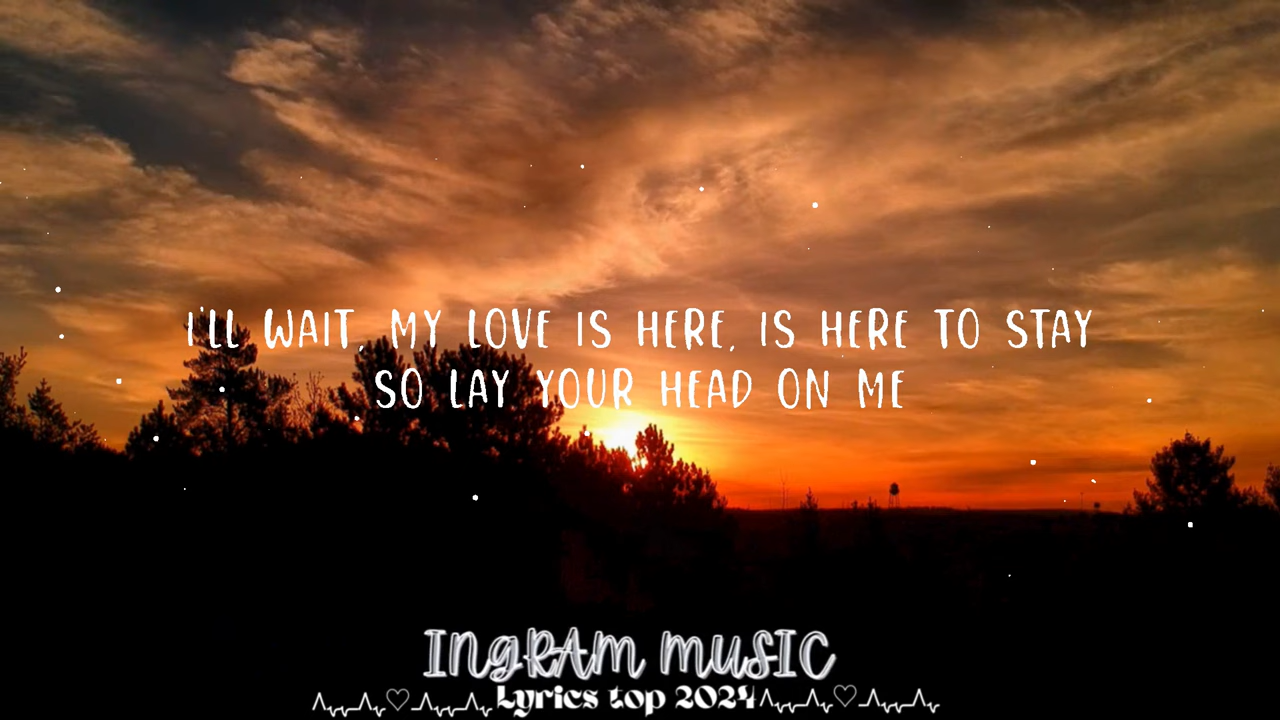 I'LL WAIT, MY LOVE IS HERE, IS HERE TO STAY
SO LAY YOUR HEAD ON ME
INgRAm musIC
Lyrics top 2024